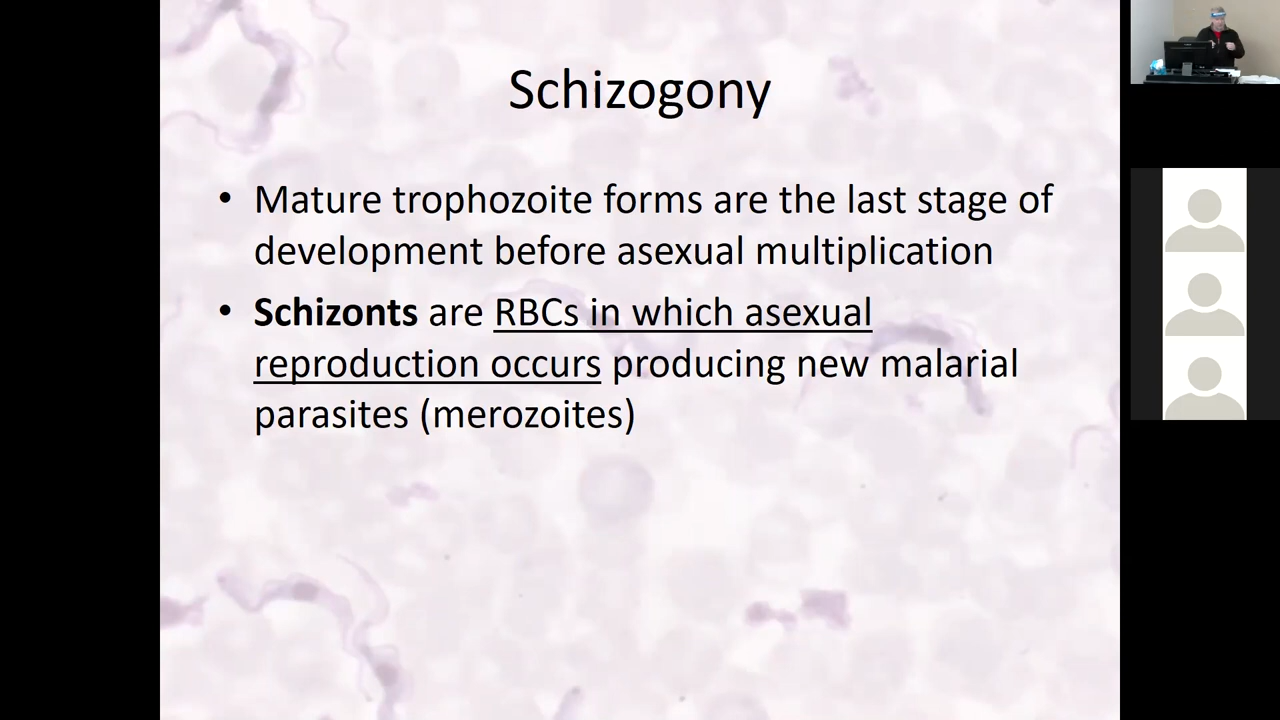 Schizogony
• Mature trophozoite forms are the last stage of
development before asexual multiplication
• Schizonts are RBCs in which asexual
reproduction occurs producing new malarial
parasites (merozoites)